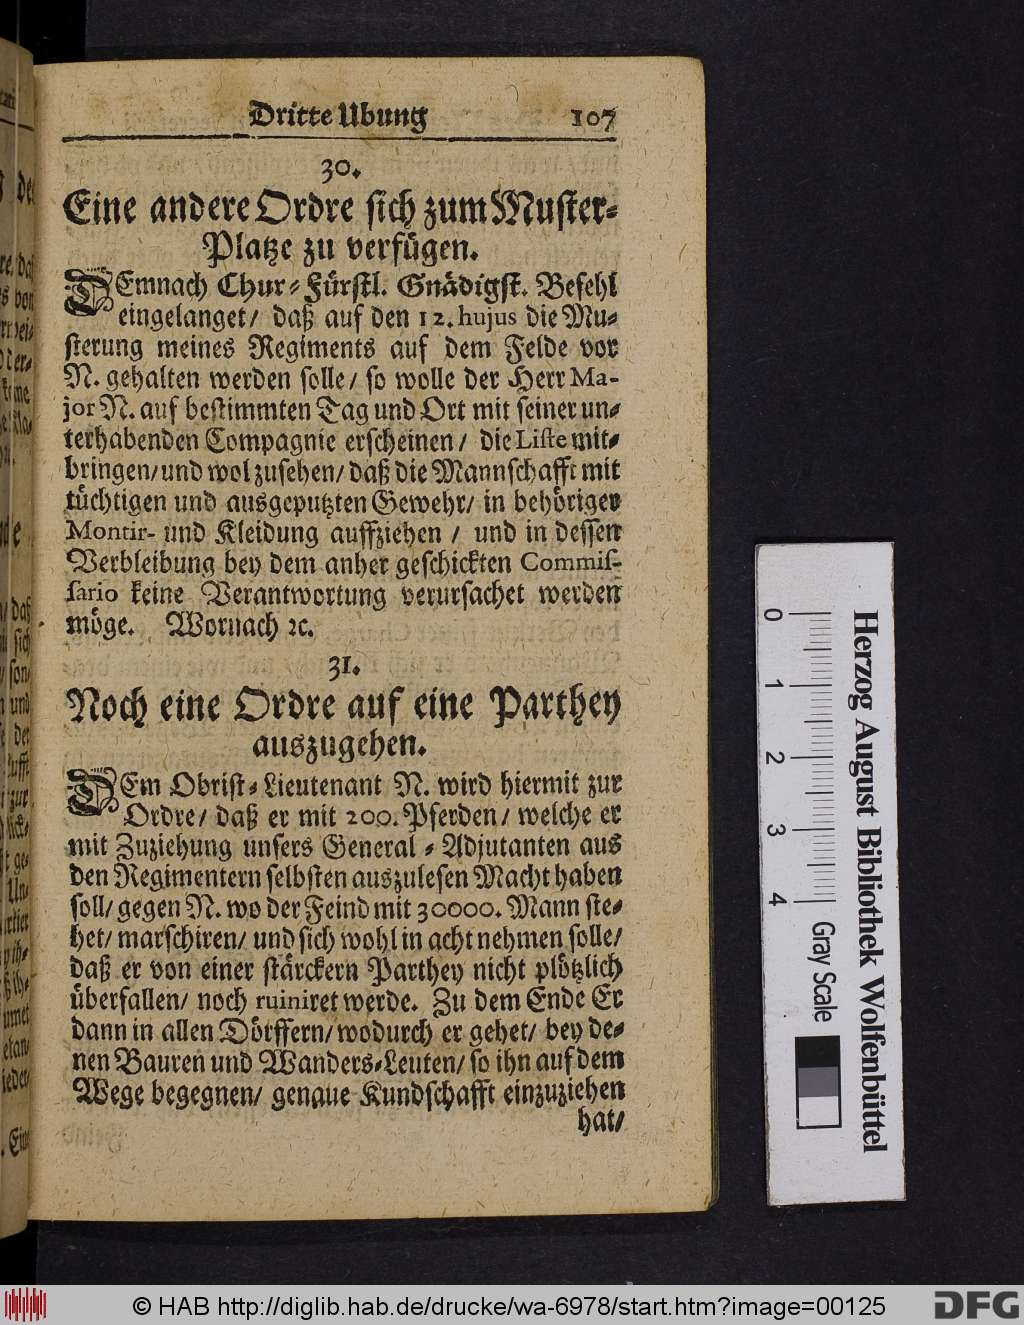 Dritte Ubung 107
30.
Eine andere Ordre sich zum Muster-
Platze zu verfügen.
DEmnach Chur-Fürstl. Gnädigst. Befehl
eingelanget/ daß auf den 12. hujus die Mu-
sterung meines Regiments auf dem Felde vor
N. gehalten werden solle/ so wolle der Herr Ma-
jor N. auf bestimmten Tag und Ort mit seiner un-
terhabenden Compagnie erscheinen/ die Liste mit-
bringen/ und wol zusehen/ daß die Mannschafft mit
tüchtigen und ausgeputzten Gewehr/ in behöriger
Montir- und Kleidung auffziehen / und in dessen
Verbleibung bey dem anher geschickten Commis-
sario keine Verantwortung verursachet werden
möge. Wornach ꝛc.
31.
Noch eine Ordre auf eine Parthey
auszugehen.
DEm Obrist-Lieutenant N. wird hiermit zur
Ordre/ daß er mit 200. Pferden/ welche er
mit Zuziehung unsers General-Adjutanten aus
den Regimentern selbsten auszulesen Macht haben
soll/ gegen N. wo der Feind mit 30000. Mann ste-
het/ marschiren/ und sich wohl in acht nehmen solle/
daß er von einer stärckern Parthey nicht plötzlich
überfallen/ noch ruiniret werde. Zu dem Ende Er
dann in allen Dörffern/ wodurch er gehet/ bey de-
nen Bauren und Wanders-Leuten/ so ihn auf dem
Wege begegnen/ genaue Kundschafft einzuziehen
hat/
Herzog August Bibliothek Wolfenbüttel
0 1 2 3 4 Gray Scale
© HAB http://diglib.hab.de/drucke/wa-6978/start.htm?image=00125
DFG